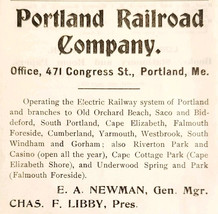 Portland Railroad
Company.
Office, 471 Congress St., Portland, Me.
Operating the Electric Railway system of Portland
and branches to Old Orchard Beach, Saco and Bid-
deford, South Portland, Cape Elizabeth, Falmouth
Foreside, Cumberland, Yarmouth, Westbrook, South
Windham and Gorham; also Riverton Park and
Casino (open all the year), Cape Cottage Park (Cape
Elizabeth Shore), and Underwood Spring and Park
(Falmouth Foreside).
E. A. NEWMAN, Gen. Mgr.
CHAS. F. LIBBY, Pres.